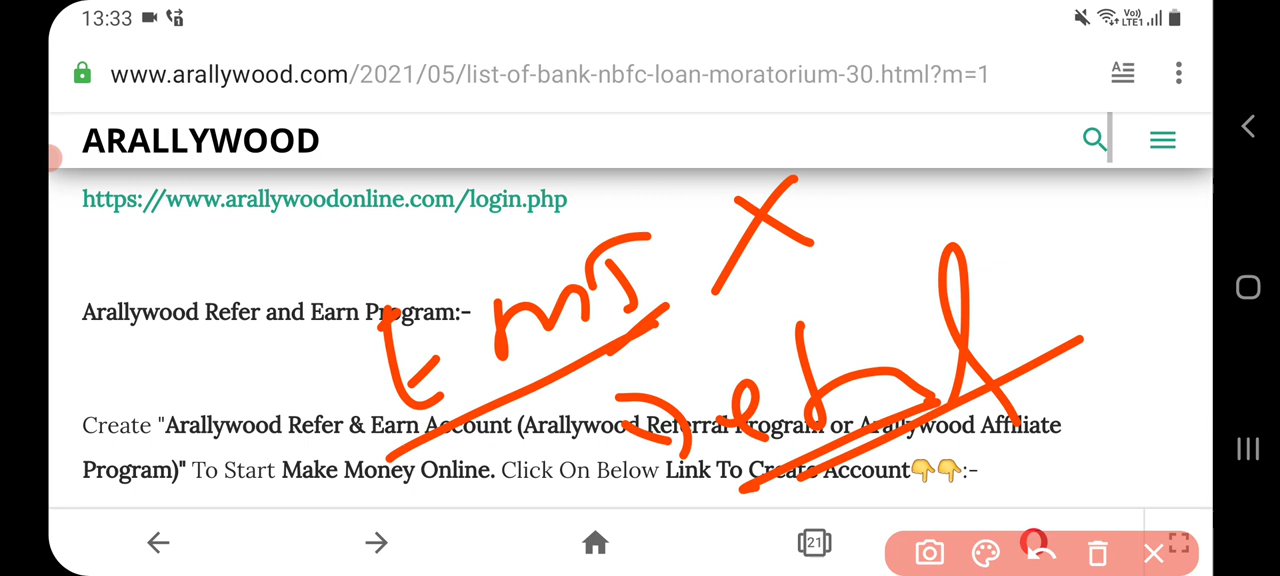 13:33
Vo)) LTE1
www.arallywood.com/2021/05/list-of-bank-nbfc-loan-moratorium-30.html?m=1
ARALLYWOOD
https://www.arallywoodonline.com/login.php
Arallywood Refer and Earn Program:-
Create "Arallywood Refer & Earn Account (Arallywood Referral Program or Arallywood Affiliate
Program)" To Start Make Money Online. Click On Below Link To Create Account👇👇:-
21